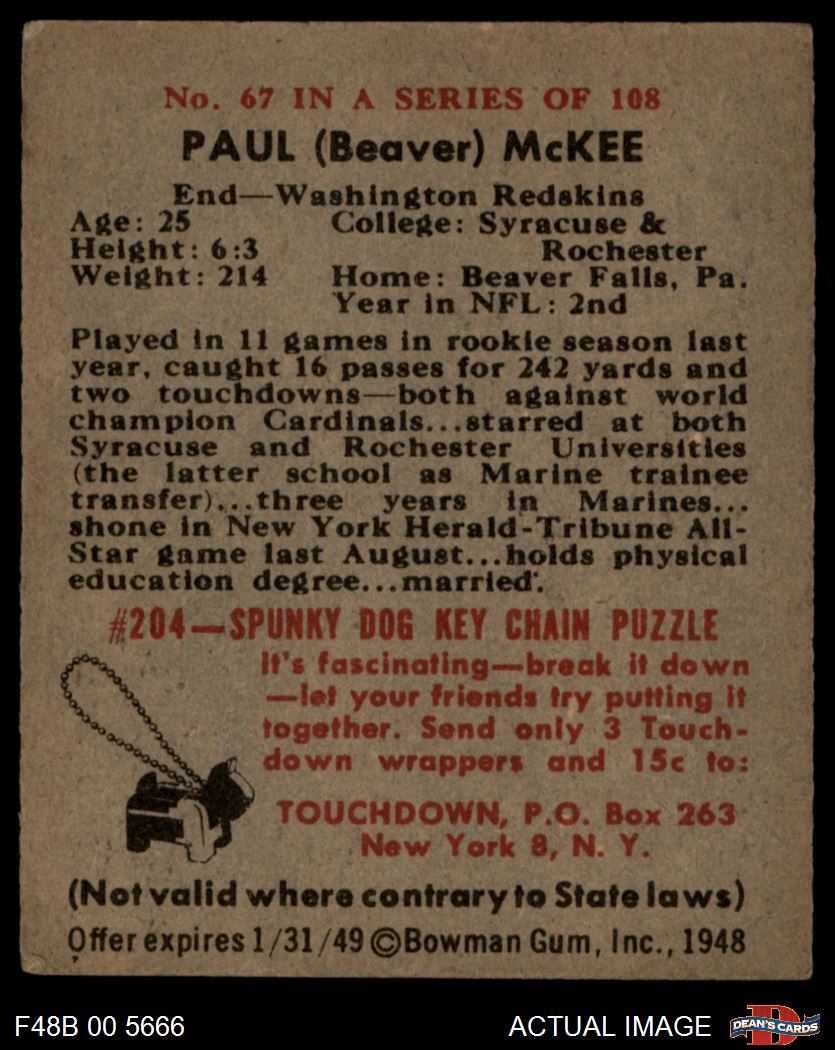 No. 67 IN A SERIES OF 108
PAUL (Beaver) McKEE
End—Washington Redskins
Age: 25 College: Syracuse &
Height: 6:3 Rochester
Weight: 214 Home: Beaver Falls, Pa.
Year in NFL: 2nd
Played in 11 games in rookie season last
year, caught 16 passes for 242 yards and
two touchdowns—both against world
champion Cardinals...starred at both
Syracuse and Rochester Universities
(the latter school as Marine trainee
transfer)...three years in Marines...
shone in New York Herald-Tribune All-
Star game last August...holds physical
education degree...married.
#204—SPUNKY DOG KEY CHAIN PUZZLE
It's fascinating—break it down
—let your friends try putting it
together. Send only 3 Touch-
down wrappers and 15c to:
TOUCHDOWN, P.O. Box 263
New York 8, N. Y.
(Not valid where contrary to State laws)
Offer expires 1/31/49 ©Bowman Gum, Inc., 1948
F48B 00 5666 ACTUAL IMAGE D DEAN'S CARDS